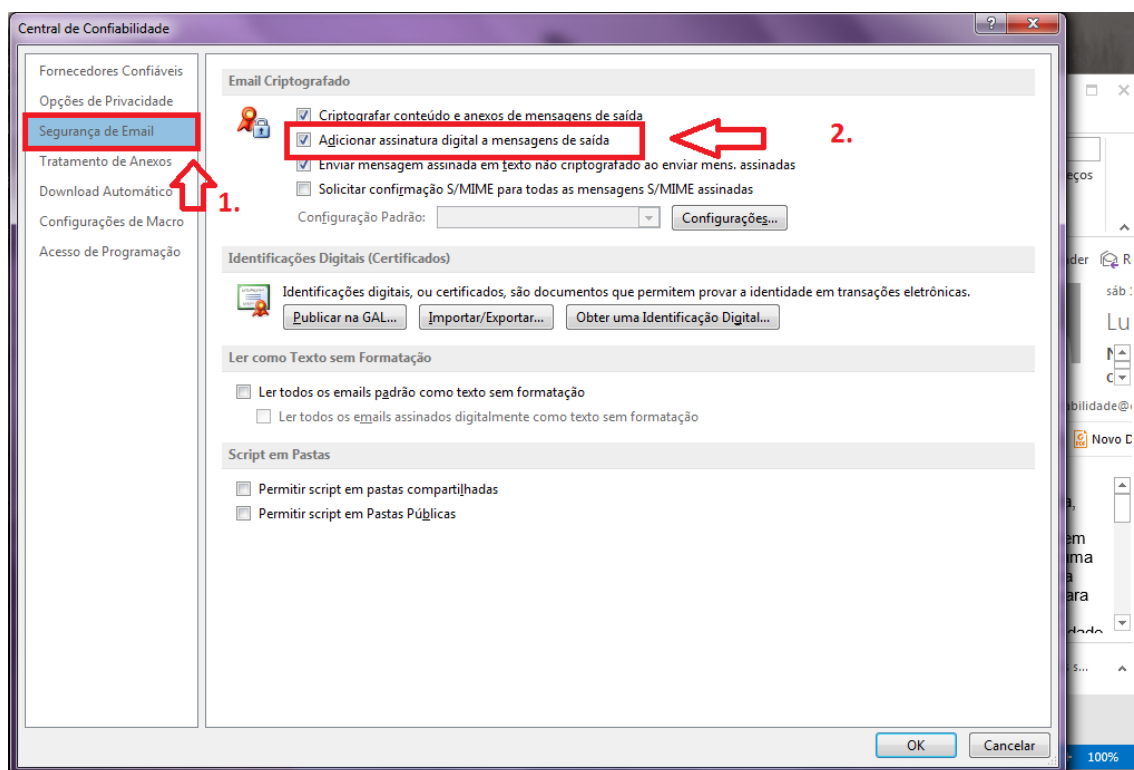 Central de Confiabilidade
Fornecedores Confiáveis
Opções de Privacidade
Segurança de Email
Tratamento de Anexos
Download Automático
Configurações de Macro
Acesso de Programação
1.
Email Criptografado
Criptografar conteúdo e anexos de mensagens de saída
Adicionar assinatura digital a mensagens de saída
2.
Enviar mensagem assinada em texto não criptografado ao enviar mens. assinadas
Solicitar confirmação S/MIME para todas as mensagens S/MIME assinadas
Configuração Padrão:
Configurações...
Identificações Digitais (Certificados)
Identificações digitais, ou certificados, são documentos que permitem provar a identidade em transações eletrônicas.
Publicar na GAL... Importar/Exportar... Obter uma Identificação Digital...
Ler como Texto sem Formatação
Ler todos os emails padrão como texto sem formatação
Ler todos os emails assinados digitalmente como texto sem formatação
Script em Pastas
Permitir script em pastas compartilhadas
Permitir script em Pastas Públicas
OK Cancelar
eços
der R
sáb
Lu
abilidade@
Novo D
a,
em
uma
a
ara
s...
100%